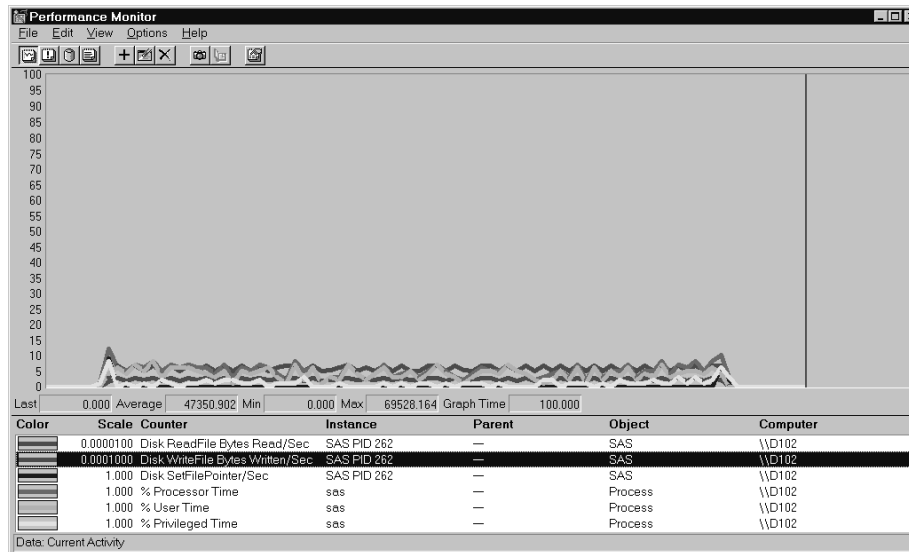 Performance Monitor
File Edit View Options Help
100
95
90
85
80
75
70
65
60
55
50
45
40
35
30
25
20
15
10
5
0
Last 0.000 Average 47350.902 Min 0.000 Max 69528.164 Graph Time 100.000
Color Scale Counter Instance Parent Object Computer
0.0000100 Disk ReadFile Bytes Read/Sec SAS PID 262 — SAS \\D102
0.0001000 Disk WriteFile Bytes Written/Sec SAS PID 262 — SAS \\D102
1.000 Disk SetFilePointer/Sec SAS PID 262 — SAS \\D102
1.000 % Processor Time sas — Process \\D102
1.000 % User Time sas — Process \\D102
1.000 % Privileged Time sas — Process \\D102
Data: Current Activity